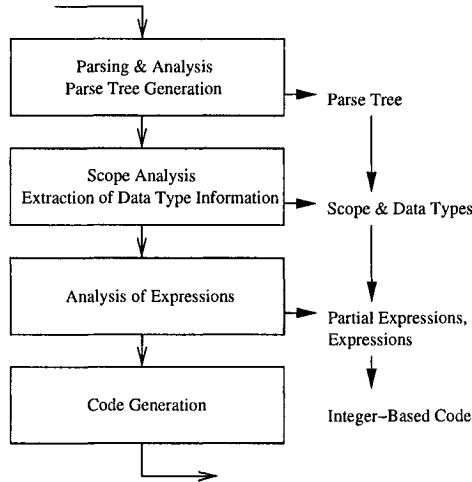 Parsing & Analysis
Parse Tree Generation
Parse Tree
Scope Analysis
Extraction of Data Type Information
Scope & Data Types
Analysis of Expressions
Partial Expressions,
Expressions
Code Generation
Integer–Based Code